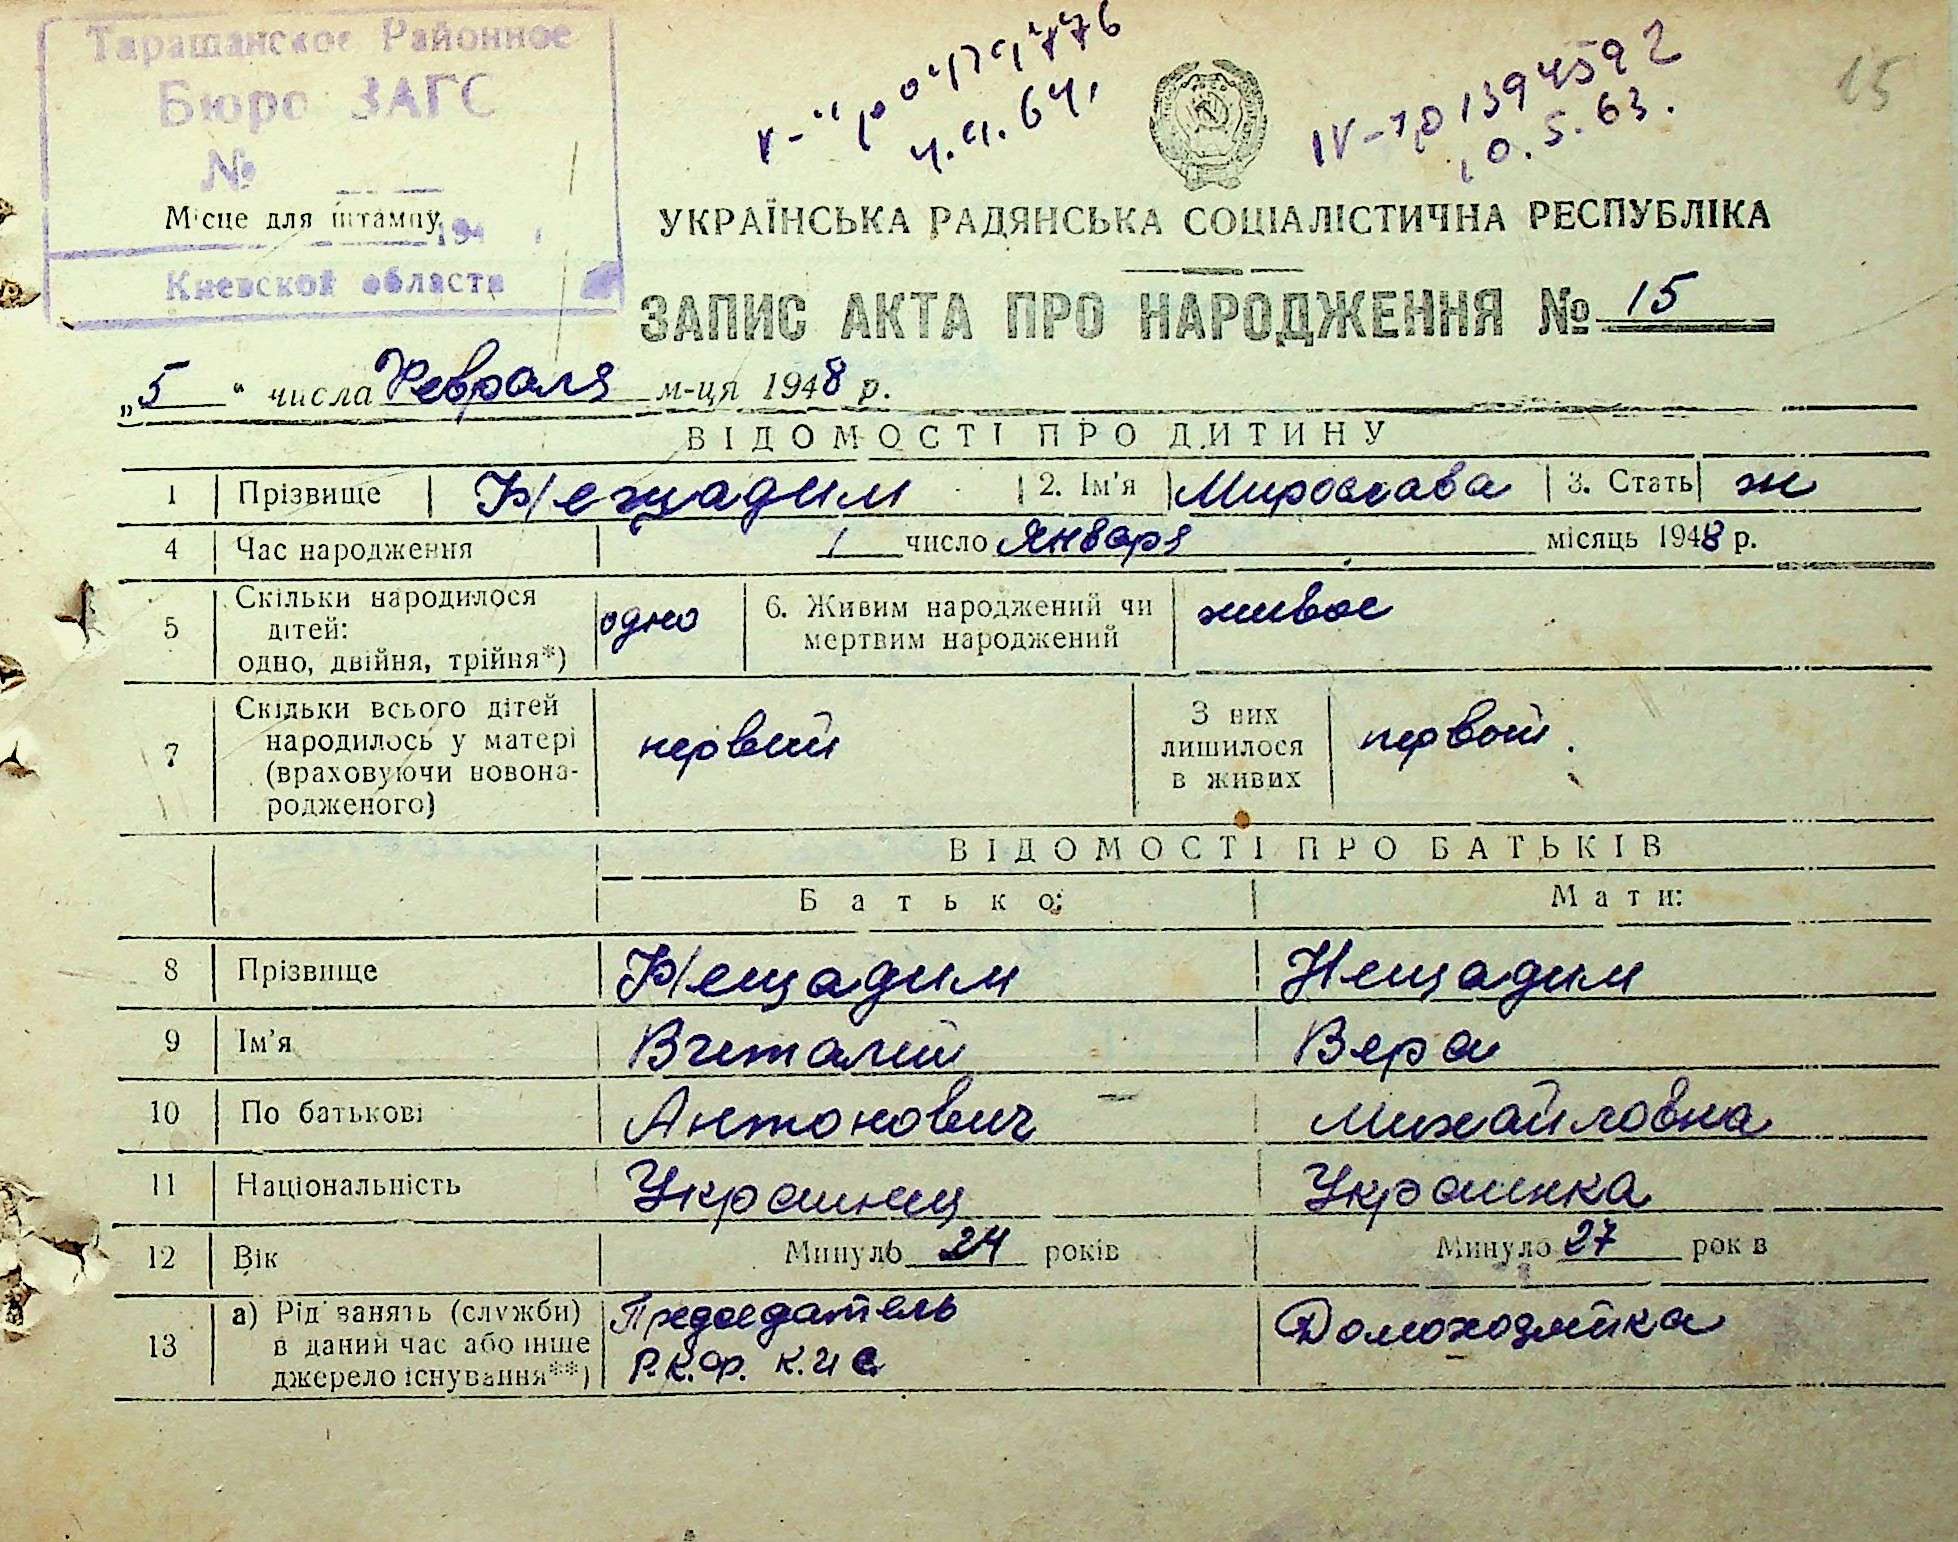 Таращанское Районное
Бюро ЗАГС
№
Місце для штампу
194
Киевской области
4.XI.64.
IV-ЧР 1394592
10.5.63.
15
УКРАЇНСЬКА РАДЯНСЬКА СОЦІАЛІСТИЧНА РЕСПУБЛІКА
ЗАПИС АКТА ПРО НАРОДЖЕННЯ № 15
„5“ числа Февраля м-ця 1948 р.
ВІДОМОСТІ ПРО ДИТИНУ
1 Прізвище Нещадим 2. Ім'я Мирослава 3. Стать ж
4 Час народження 1 число Января місяць 1948 р.
5 Скільки народилося дітей: одно, двійня, трійня*) одно 6. Живим народжений чи мертвим народжений живое
7 Скільки всього дітей народилось у матері (враховуючи новона-родженого) первый З них лишилося в живих первой.
ВІДОМОСТІ ПРО БАТЬКІВ
Батько: Мати:
8 Прізвище Нещадим Нещадим
9 Ім'я Виталий Вера
10 По батькові Антонович Михайловна
11 Національність Украинец Украинка
12 Вік Минуло 24 років Минуло 27 років
13 а) Рід занять (служби) в даний час або інше джерело існування**) Председатель Р.К.Ф. К. и С Домохозяйка